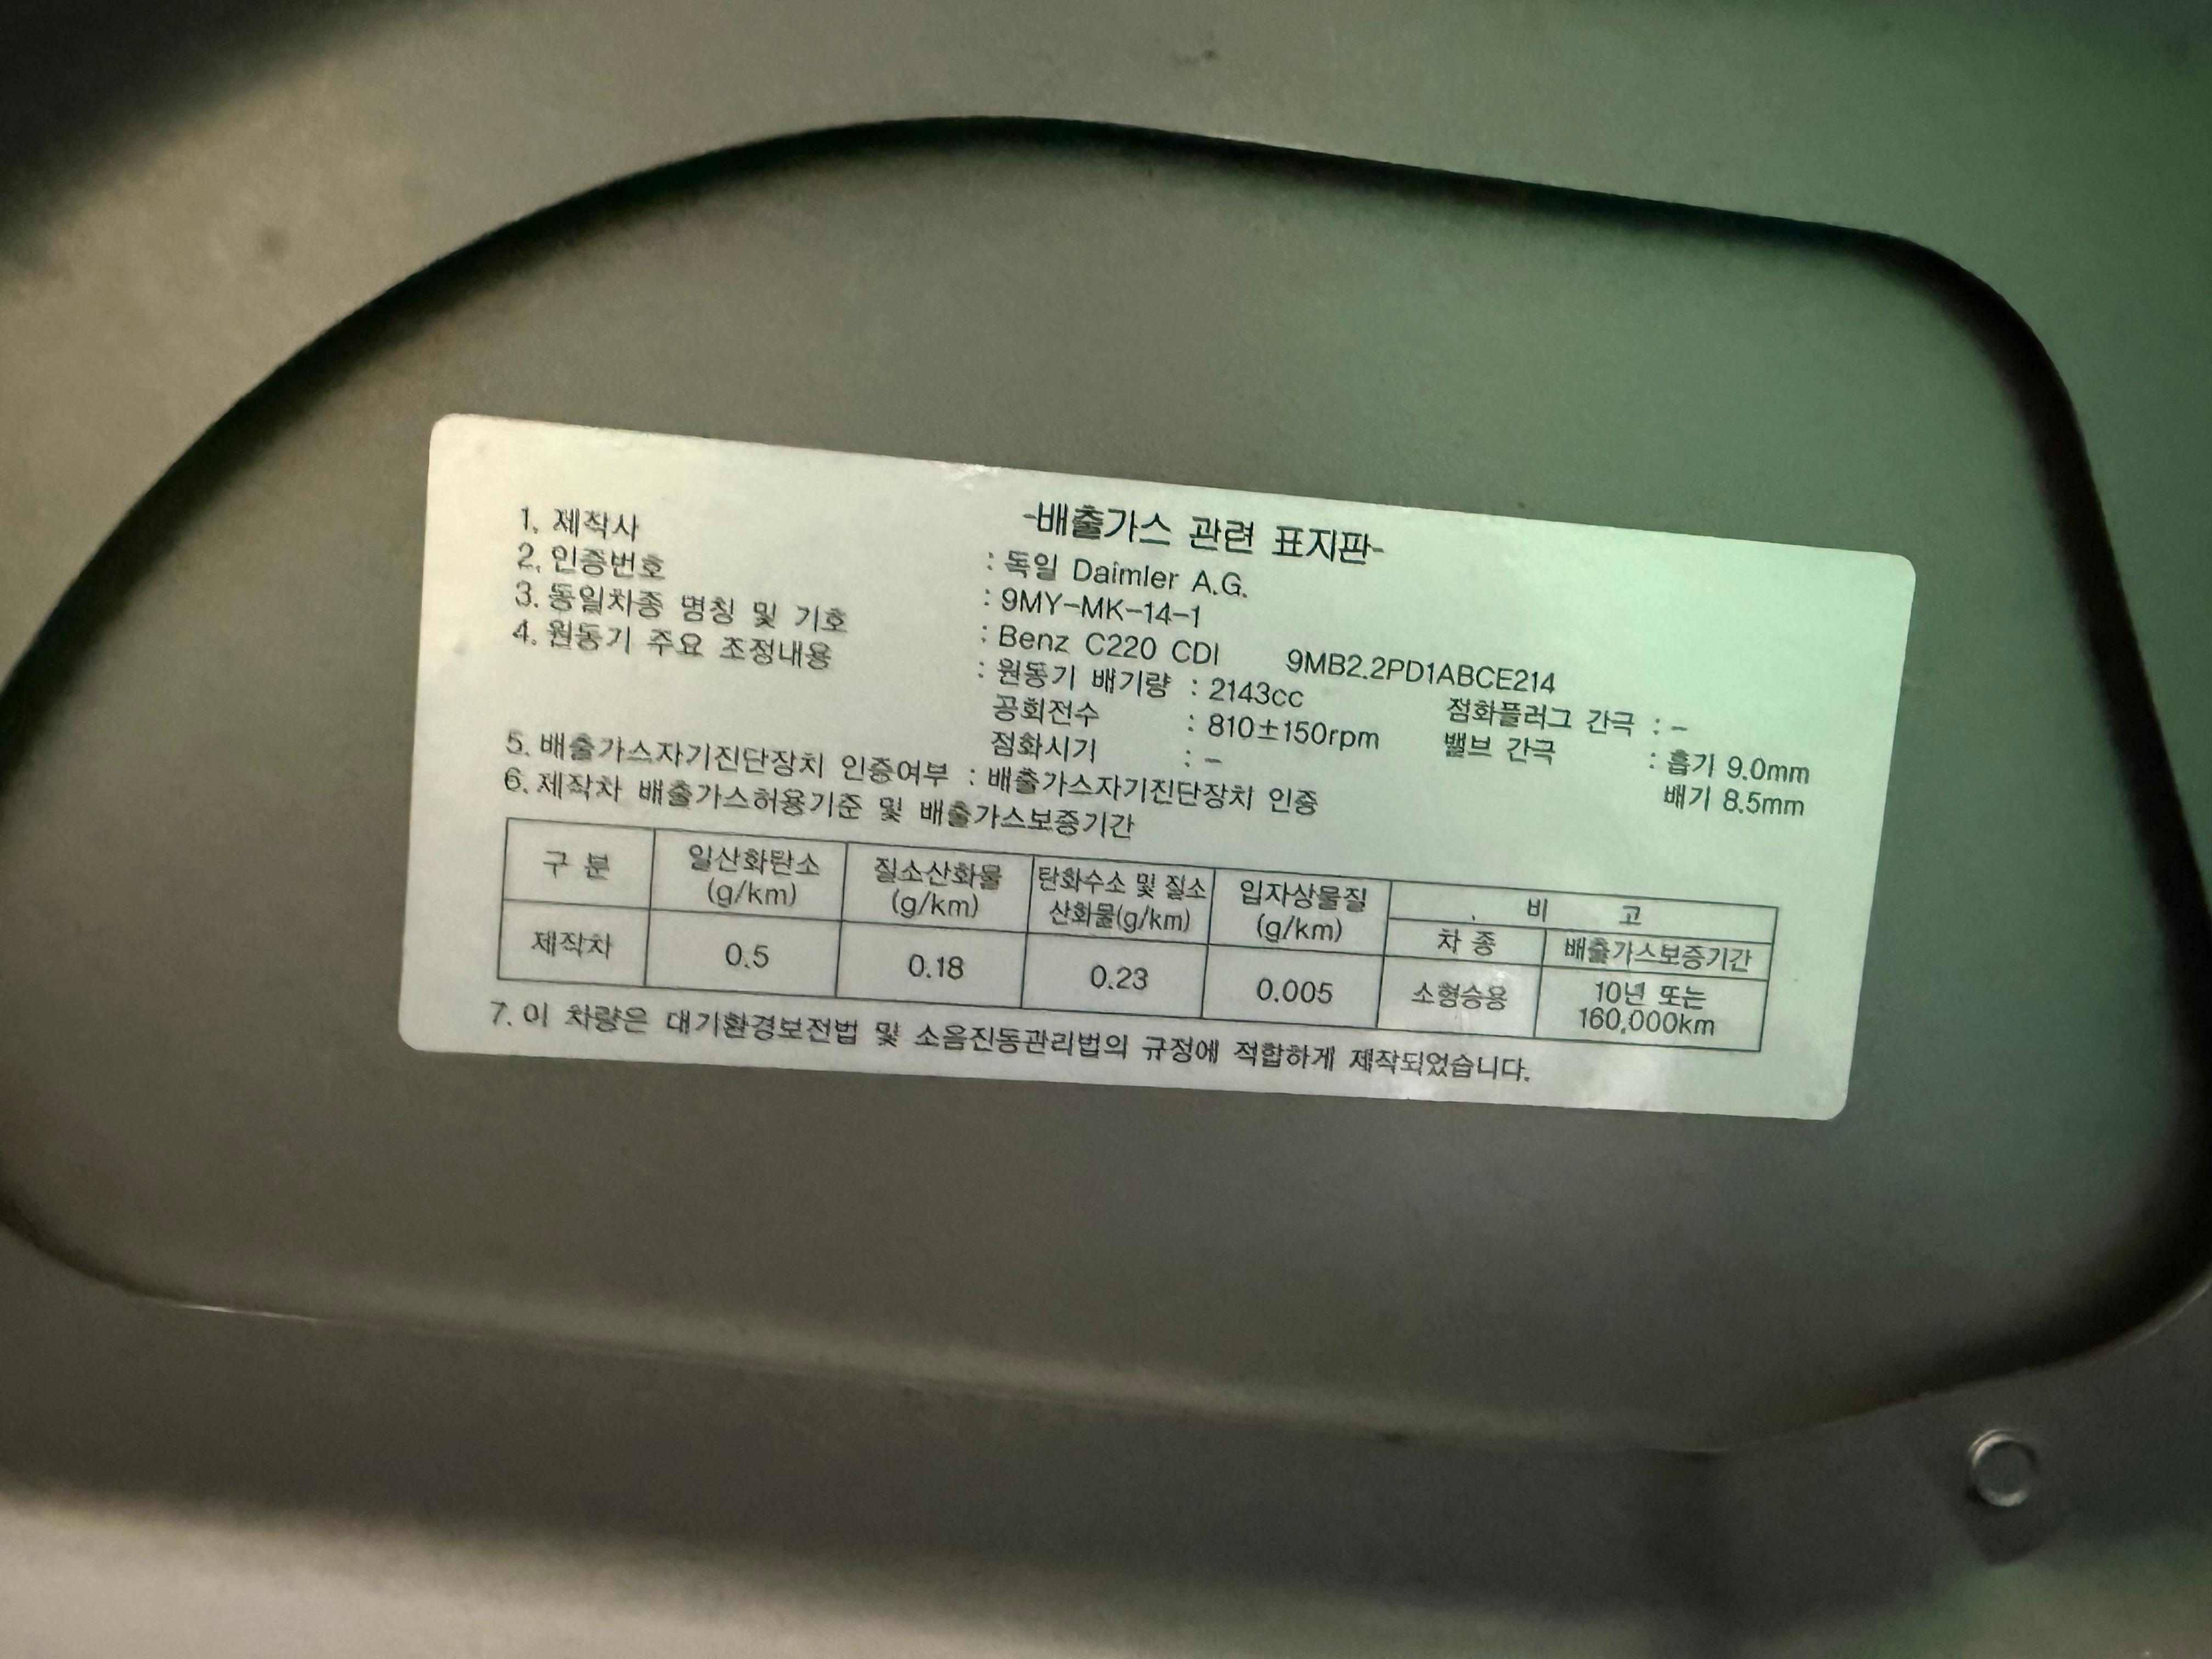 -배출가스 관련 표지판-
1. 제작사 : 독일 Daimler A.G.
2. 인증번호 : 9MY-MK-14-1
3. 동일차종 명칭 및 기호 : Benz C220 CDI 9MB2.2PD1ABCE214
4. 원동기 주요 조정내용 : 원동기 배기량 : 2143cc 점화플러그 간극 : -
공회전수 : 810±150rpm 밸브 간극 : 흡기 9.0mm
점화시기 : - 배기 8.5mm
5. 배출가스자기진단장치 인증여부 : 배출가스자기진단장치 인증
6. 제작차 배출가스허용기준 및 배출가스보증기간
구 분 일산화탄소 (g/km) 질소산화물 (g/km) 탄화수소 및 질소산화물(g/km) 입자상물질 (g/km) 비 고
차 종 배출가스보증기간
제작차 0.5 0.18 0.23 0.005 소형승용 10년 또는 160,000km
7. 이 차량은 대기환경보전법 및 소음진동관리법의 규정에 적합하게 제작되었습니다.